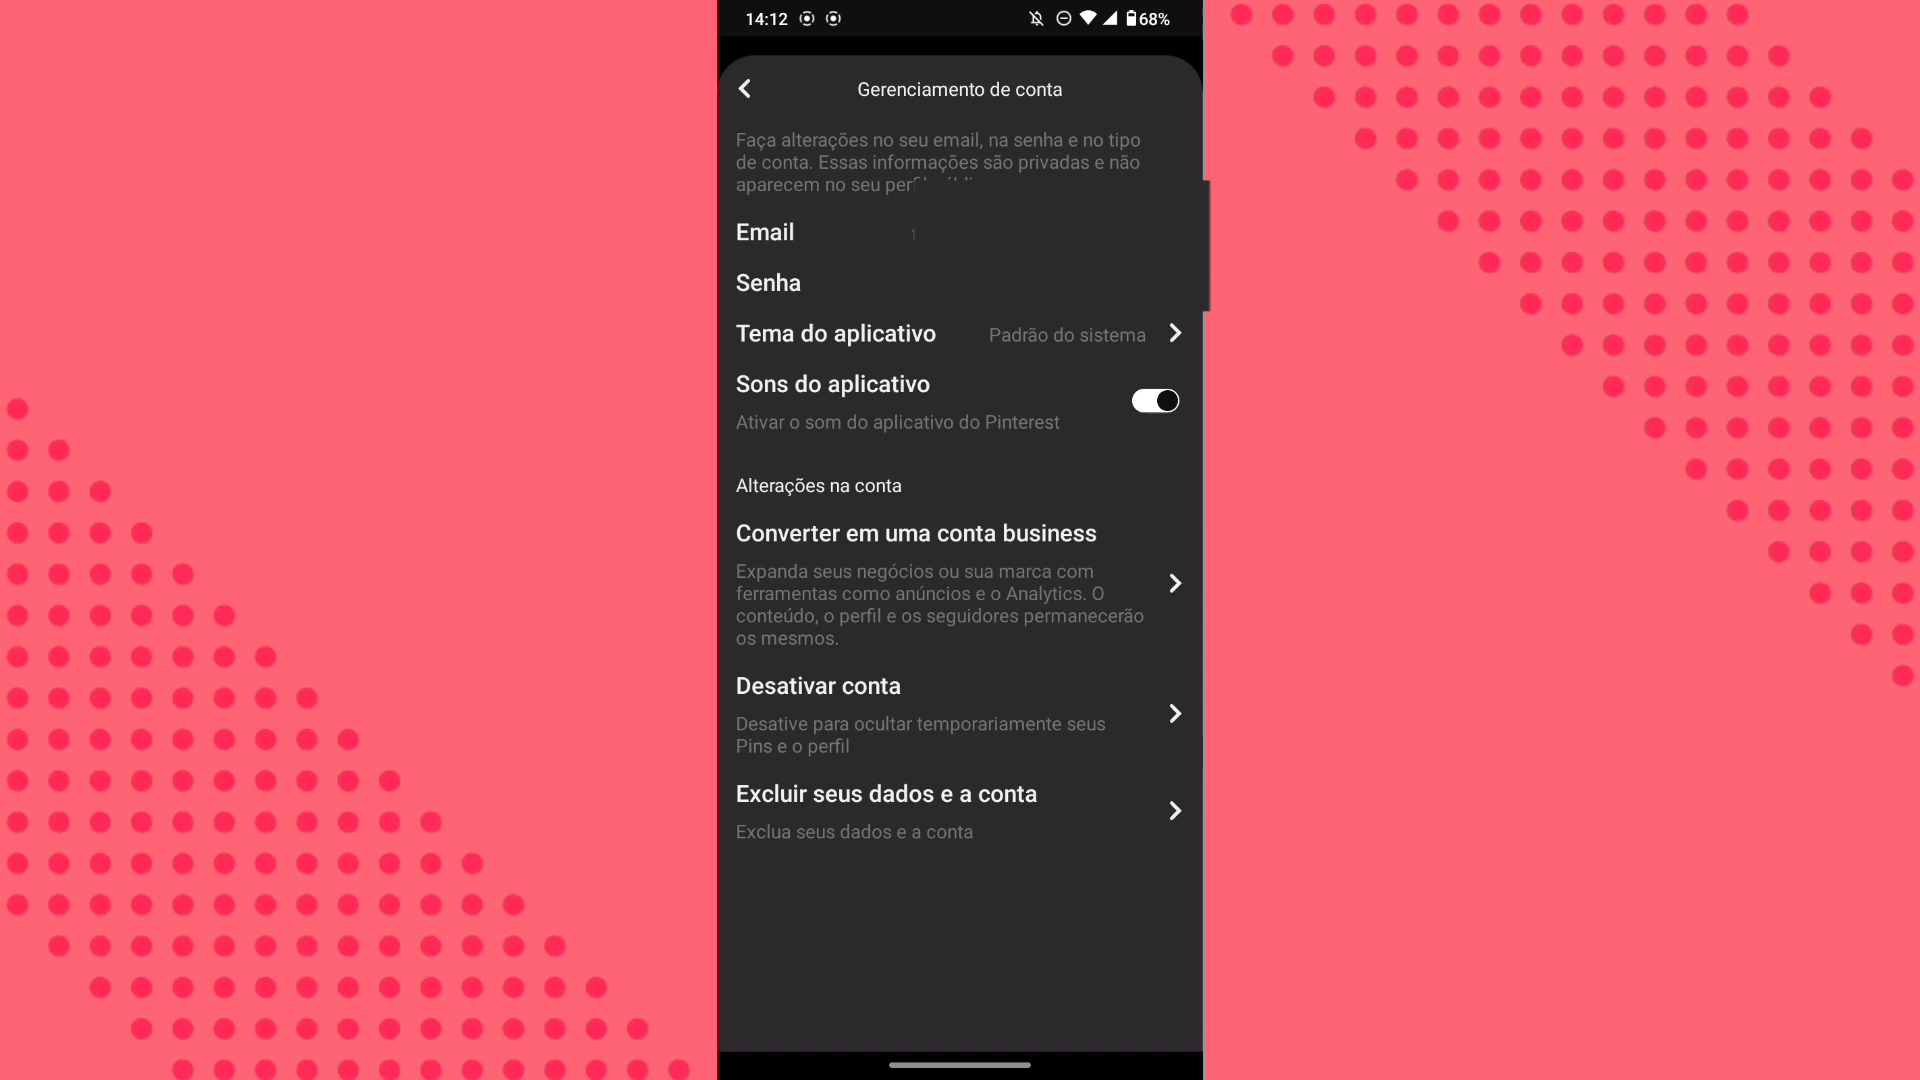 14:12
68%
Gerenciamento de conta
Faça alterações no seu email, na senha e no tipo
de conta. Essas informações são privadas e não
aparecem no seu
Email
Senha
Tema do aplicativo
Padrão do sistema
Sons do aplicativo
Ativar o som do aplicativo do Pinterest
Alterações na conta
Converter em uma conta business
Expanda seus negócios ou sua marca com
ferramentas como anúncios e o Analytics. O
conteúdo, o perfil e os seguidores permanecerão
os mesmos.
Desativar conta
Desative para ocultar temporariamente seus
Pins e o perfil
Excluir seus dados e a conta
Exclua seus dados e a conta